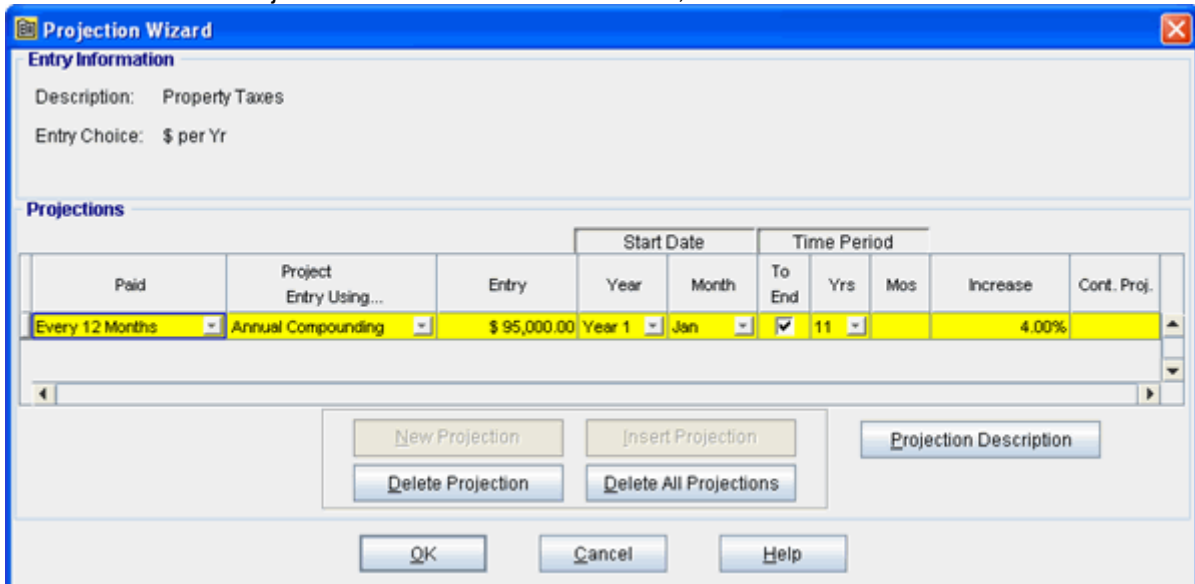 Projection Wizard
Entry Information
Description: Property Taxes
Entry Choice: $ per Yr
Projections
Start Date Time Period
Paid Project Entry Using... Entry Year Month To End Yrs Mos Increase Cont. Proj.
Every 12 Months Annual Compounding $ 95,000.00 Year 1 Jan 11 4.00%
New Projection Insert Projection Projection Description
Delete Projection Delete All Projections
OK Cancel Help